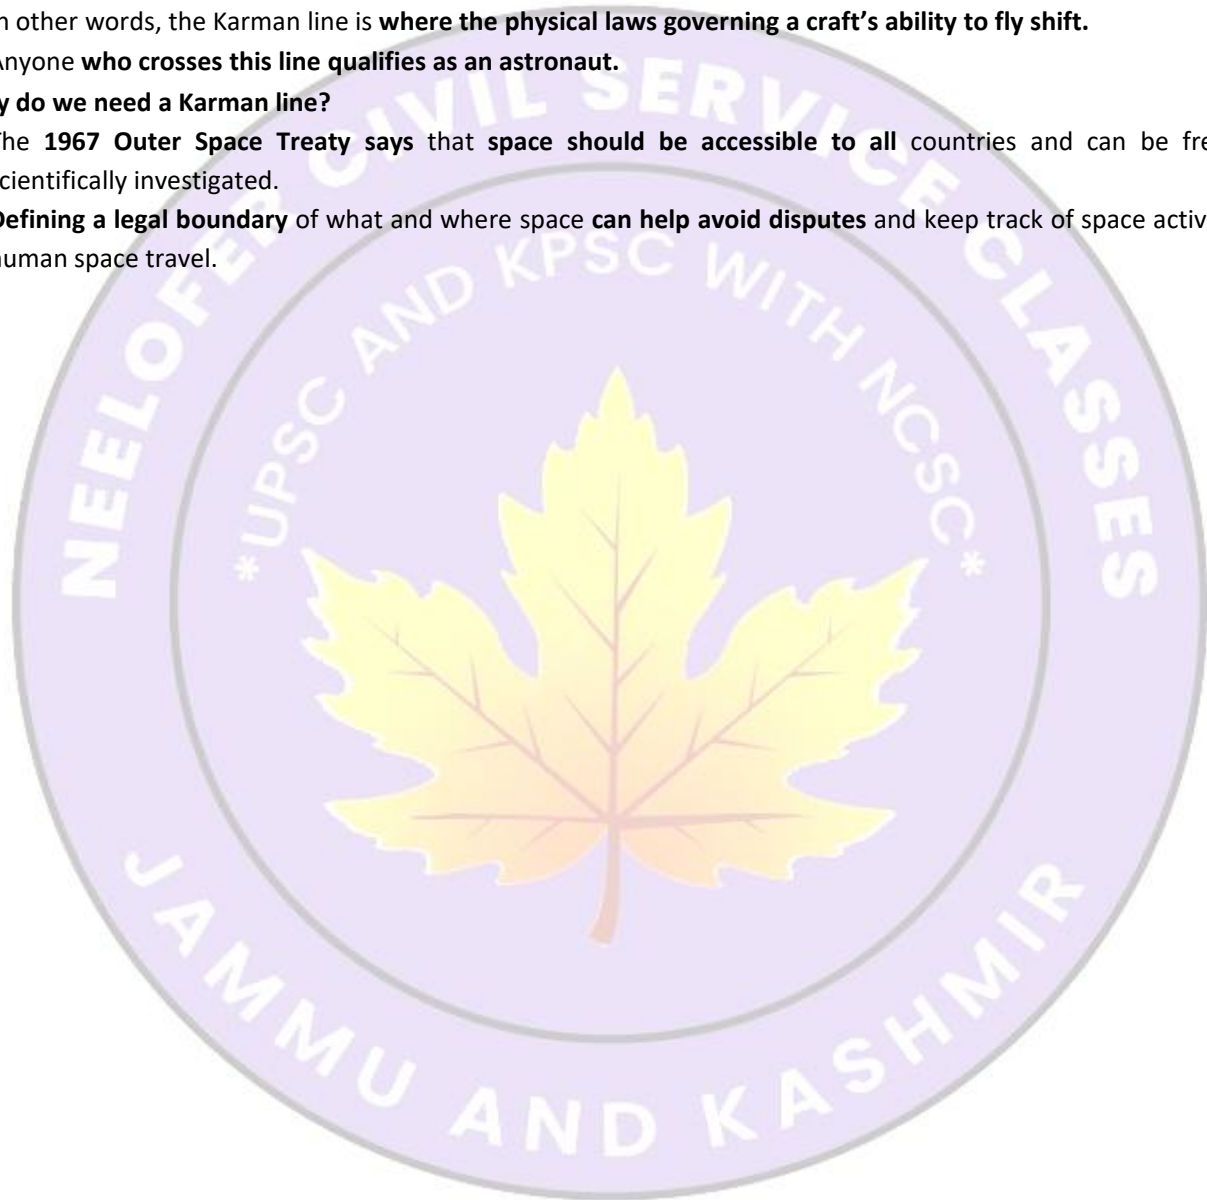 n other words, the Karman line is where the physical laws governing a craft's ability to fly shift.
Anyone who crosses this line qualifies as an astronaut.
y do we need a Karman line?
The 1967 Outer Space Treaty says that space should be accessible to all countries and can be fre
cientifically investigated.
Defining a legal boundary of what and where space can help avoid disputes and keep track of space activ
human space travel.
NEELOFER CIVIL SERVICE CLASSES
*UPSC AND KPSC WITH NCSC*
JAMMU AND KASHMIR